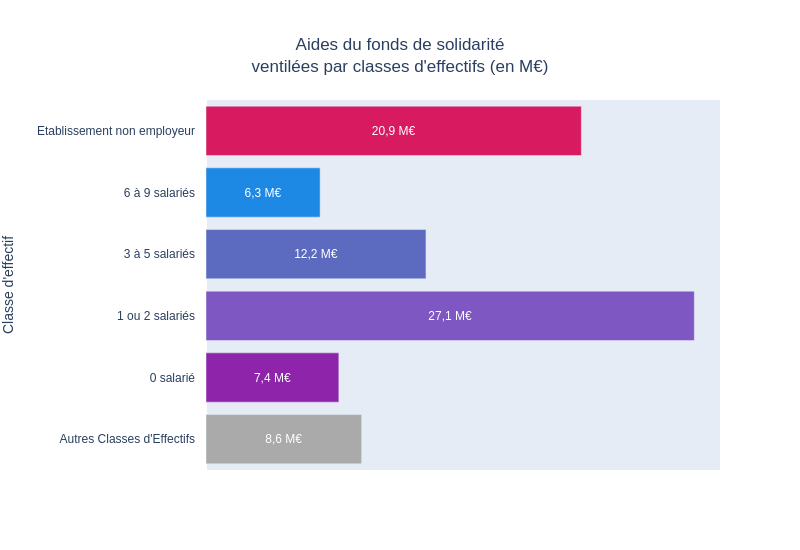 Aides du fonds de solidarité
ventilées par classes d'effectifs (en M€)
Classe d'effectif
Etablissement non employeur
20,9 M€
6 à 9 salariés
6,3 M€
3 à 5 salariés
12,2 M€
1 ou 2 salariés
27,1 M€
0 salarié
7,4 M€
Autres Classes d'Effectifs
8,6 M€